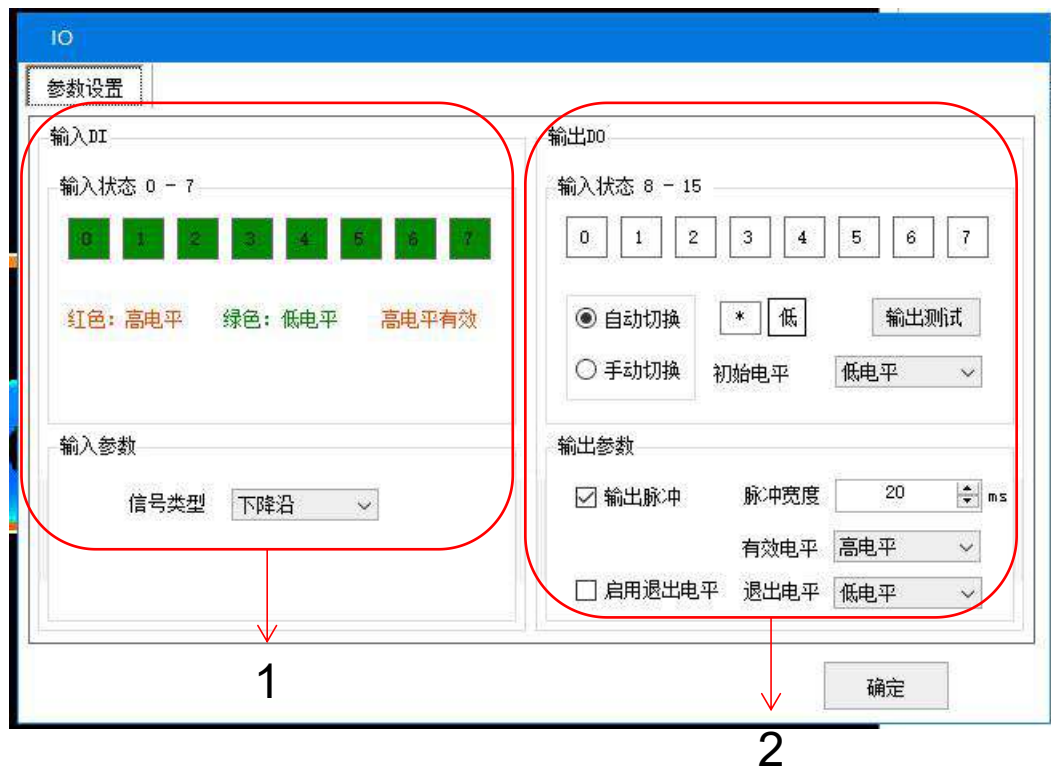 IO
参数设置
输入DI
输入状态 0 - 7
0 1 2 3 4 5 6 7
红色：高电平 绿色：低电平 高电平有效
输入参数
信号类型 下降沿
1
输出DO
输入状态 8 - 15
0 1 2 3 4 5 6 7
自动切换 * 低 输出测试
手动切换 初始电平 低电平
输出参数
输出脉冲 脉冲宽度 20 ms
有效电平 高电平
启用退出电平 退出电平 低电平
2
确定